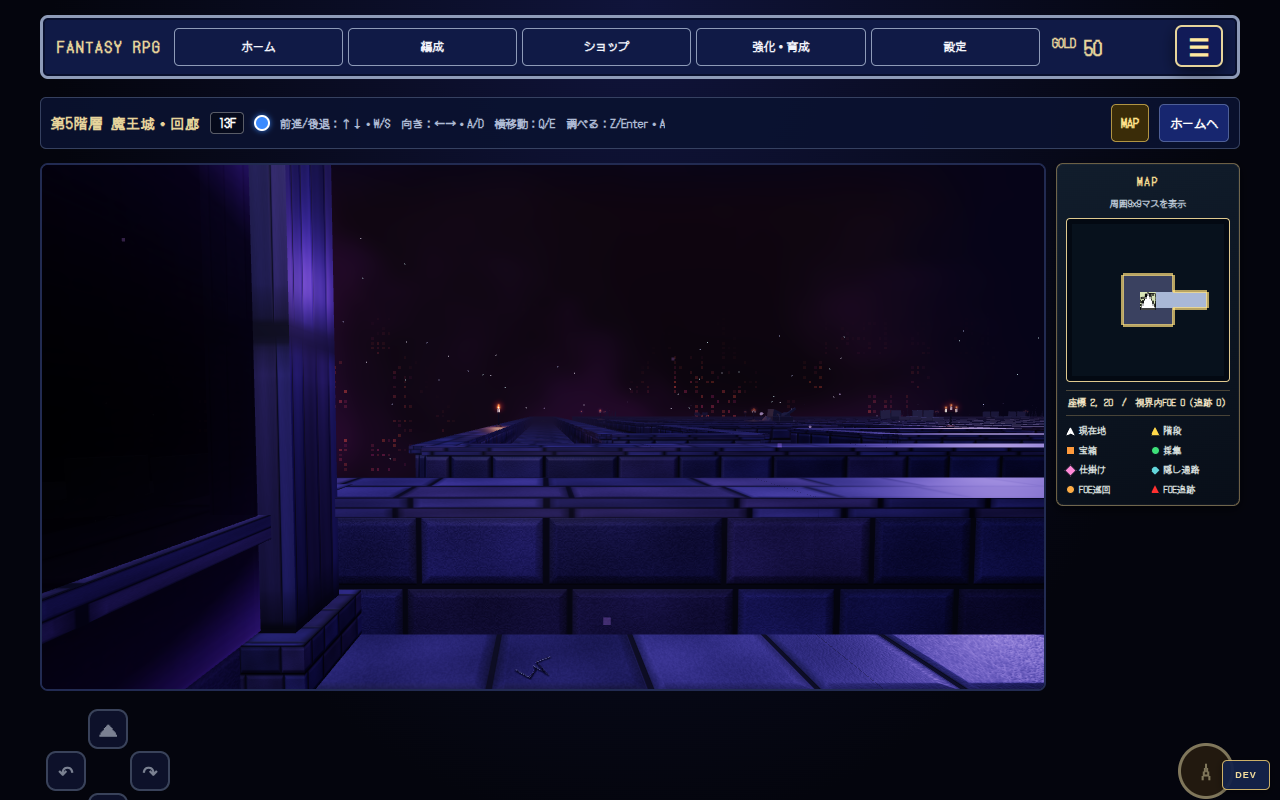 FANTASY RPG
ホーム
編成
ショップ
強化・育成
設定
GOLD 50
第5階層 魔王城・回廊
13F
前進/後退：↑↓・W/S 向き：←→・A/D 横移動：Q/E 調べる：Z/Enter・A
MAP
ホームへ
MAP
周囲9x9マスを表示
座標 2, 20 / 視界内FOE 0（追跡 0）
現在地
階段
宝箱
採集
仕掛け
隠し通路
FOE巡回
FOE追跡
A
DEV